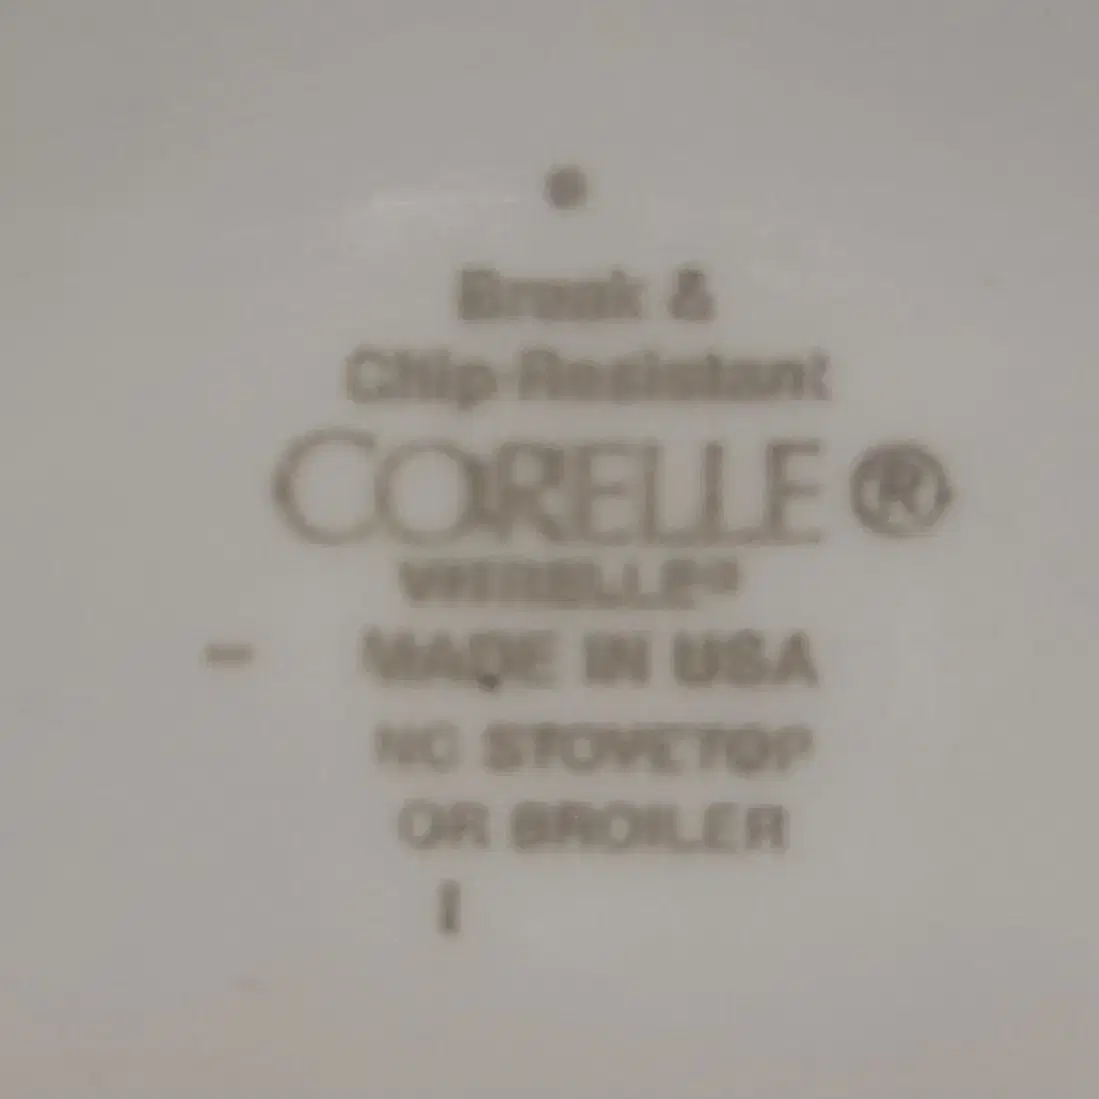 Break &
Chip Resistant
CORELLE ®
VITRELLE®
MADE IN USA
NO STOVETOP
OR BROILER